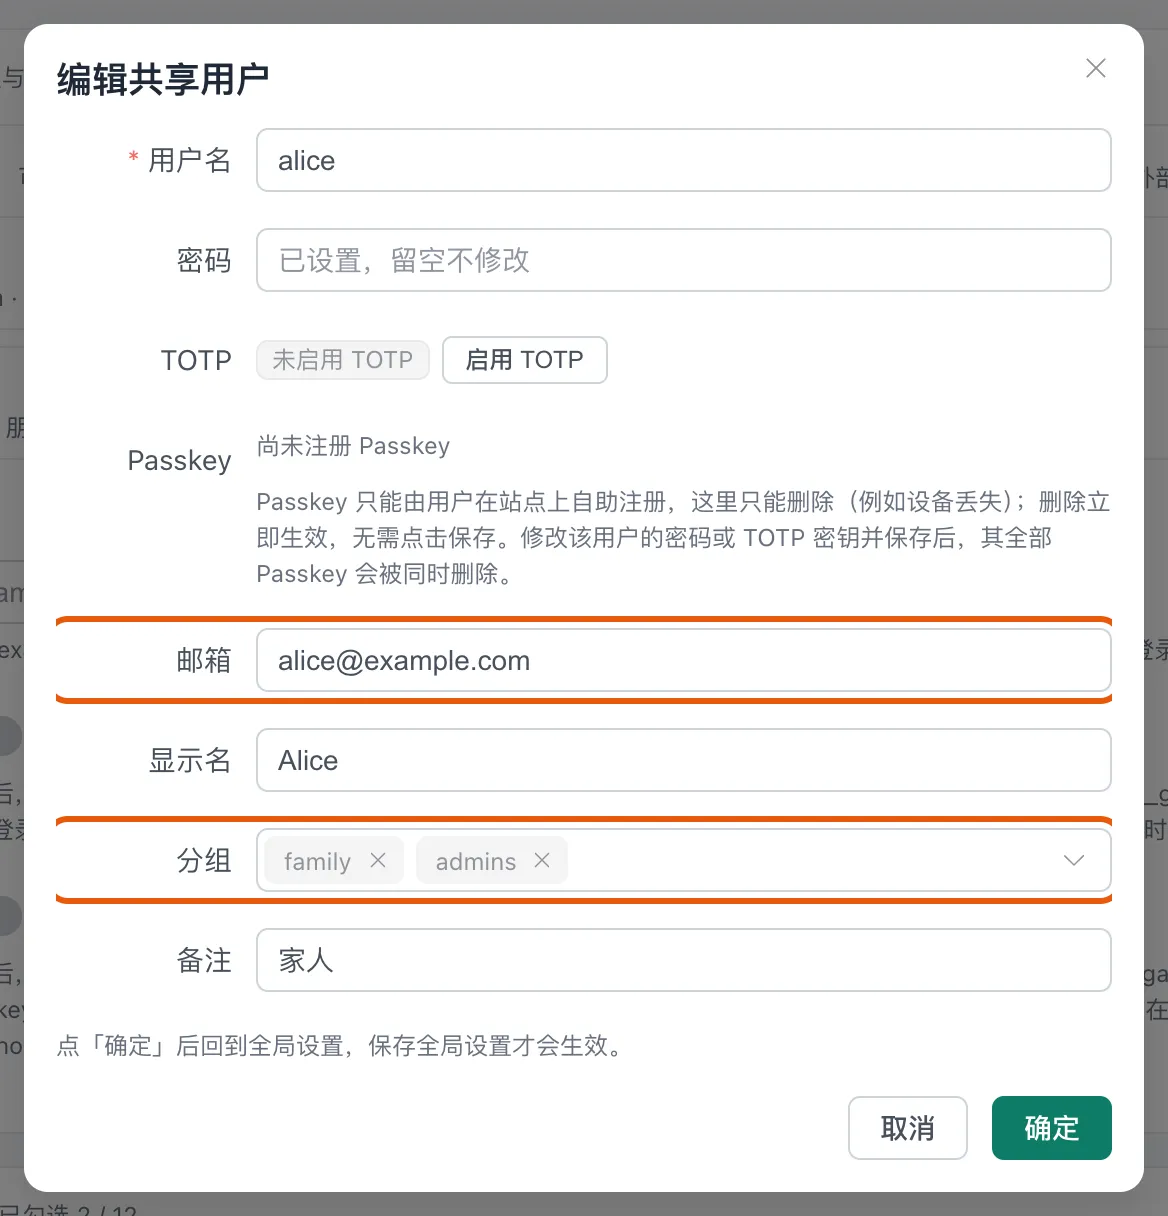 编辑共享用户
* 用户名 alice
密码 已设置，留空不修改
TOTP 未启用 TOTP 启用 TOTP
Passkey 尚未注册 Passkey
Passkey 只能由用户在站点上自助注册，这里只能删除（例如设备丢失）；删除立
即生效，无需点击保存。修改该用户的密码或 TOTP 密钥并保存后，其全部
Passkey 会被同时删除。
邮箱 alice@example.com
显示名 Alice
分组 family admins
备注 家人
点「确定」后回到全局设置，保存全局设置才会生效。
取消 确定